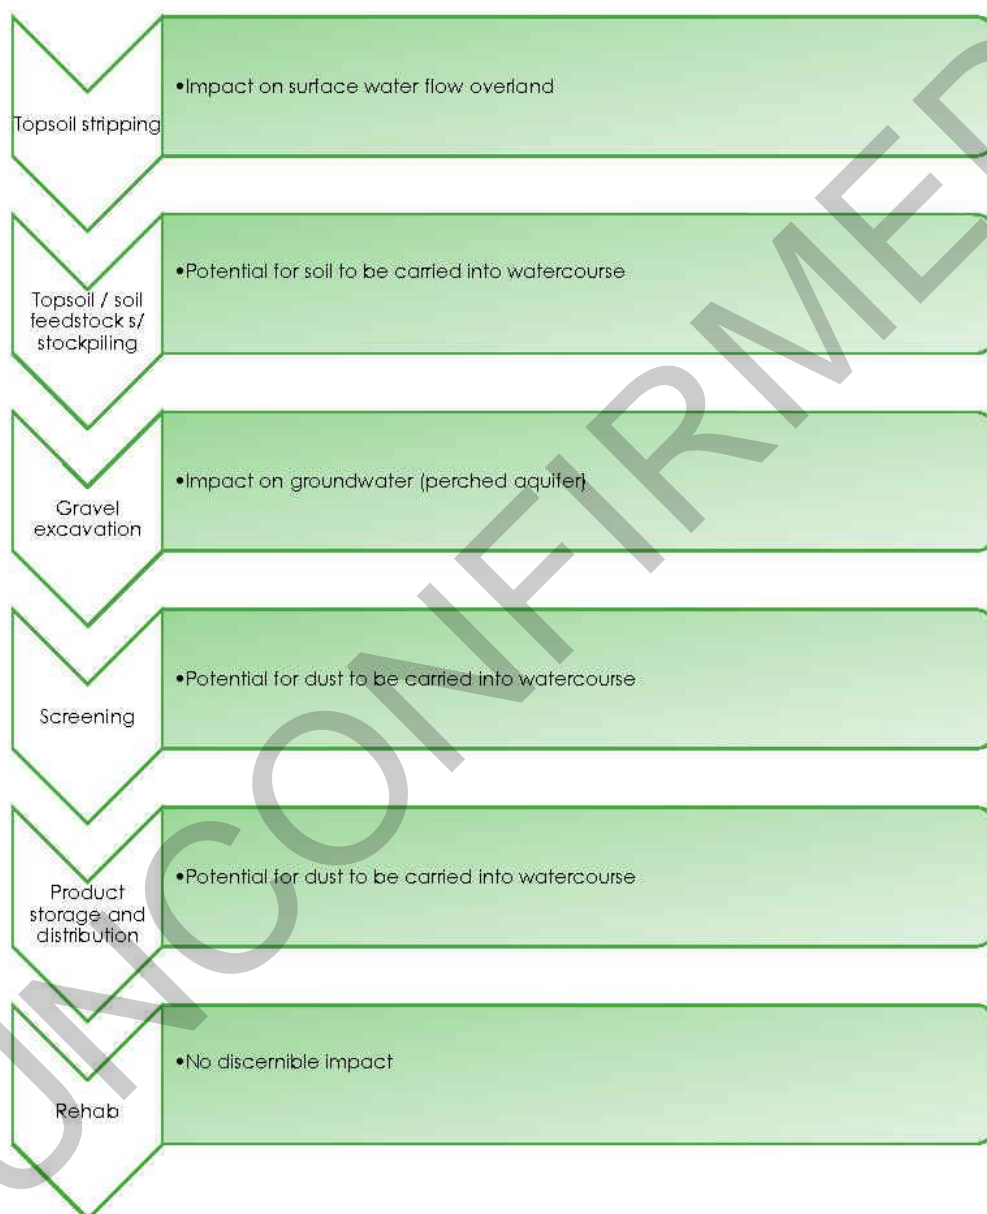 Topsoil stripping
•Impact on surface water flow overland
Topsoil / soil
feedstock s/
stockpiling
•Potential for soil to be carried into watercourse
Gravel
excavation
•Impact on groundwater (perched aquifer)
Screening
•Potential for dust to be carried into watercourse
Product
storage and
distribution
•Potential for dust to be carried into watercourse
Rehab
•No discernible impact
UNCONFIRMED